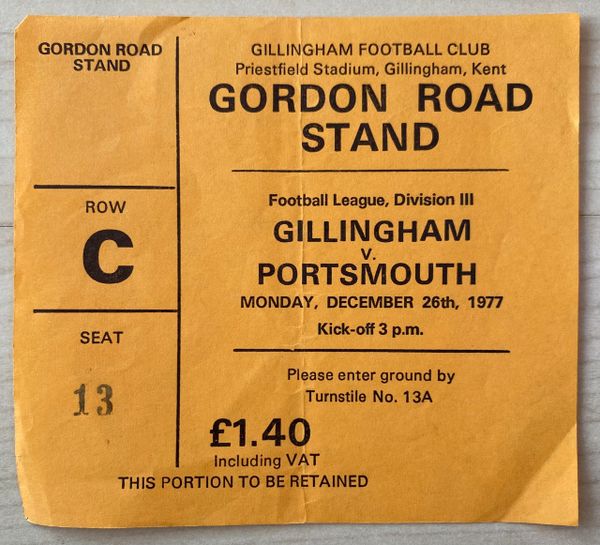 GORDON ROAD
STAND
ROW
C
SEAT
13
GILLINGHAM FOOTBALL CLUB
Priestfield Stadium, Gillingham, Kent
GORDON ROAD
STAND
Football League, Division III
GILLINGHAM
v.
PORTSMOUTH
MONDAY, DECEMBER 26th, 1977
Kick-off 3 p.m.
Please enter ground by
Turnstile No. 13A
£1.40
Including VAT
THIS PORTION TO BE RETAINED